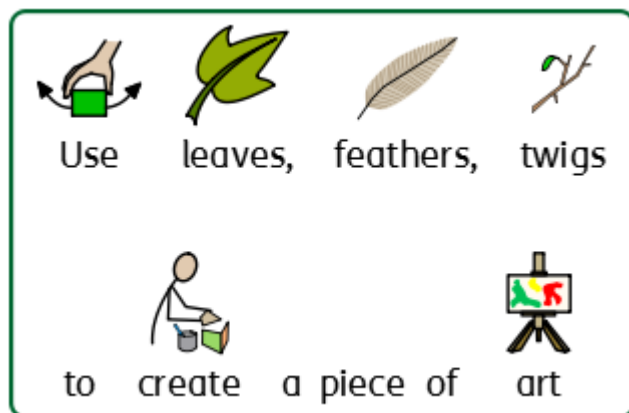 Use leaves, feathers, twigs
to create a piece of art